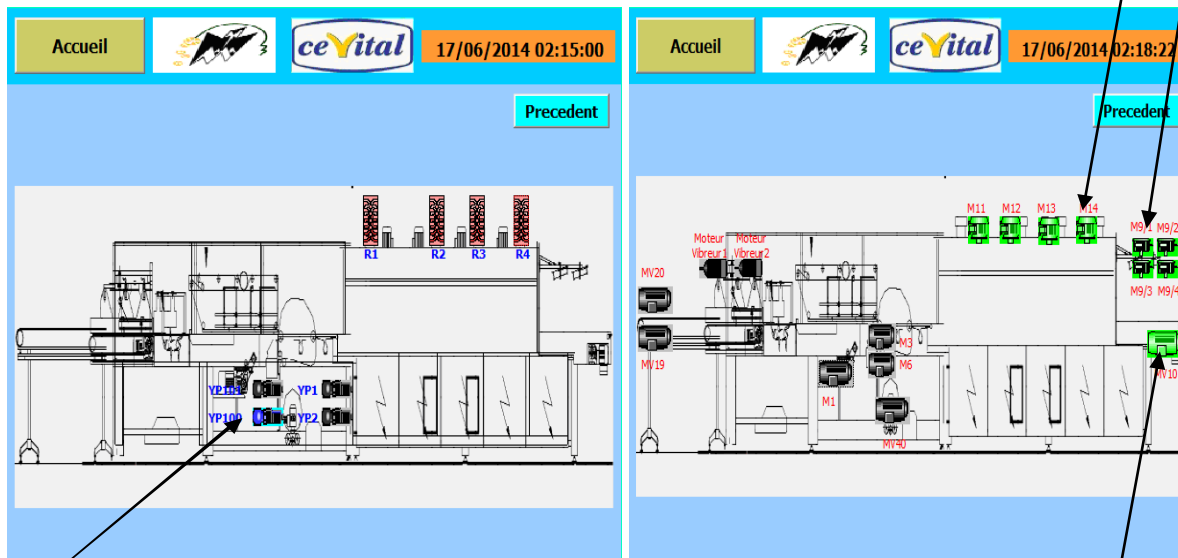 Accueil
ceVital
17/06/2014 02:15:00
Precedent
R1 R2 R3 R4
YP101 YP1
YP100 YP2
Accueil
ceVital
17/06/2014 02:18:22
Precedent
M11 M12 M13 M14
M9/1 M9/2
Moteur Moteur
Vibreur1 Vibreur2
MV20
M9/3 M9/4
M3
MV19
M6
MV10
M1
MV40